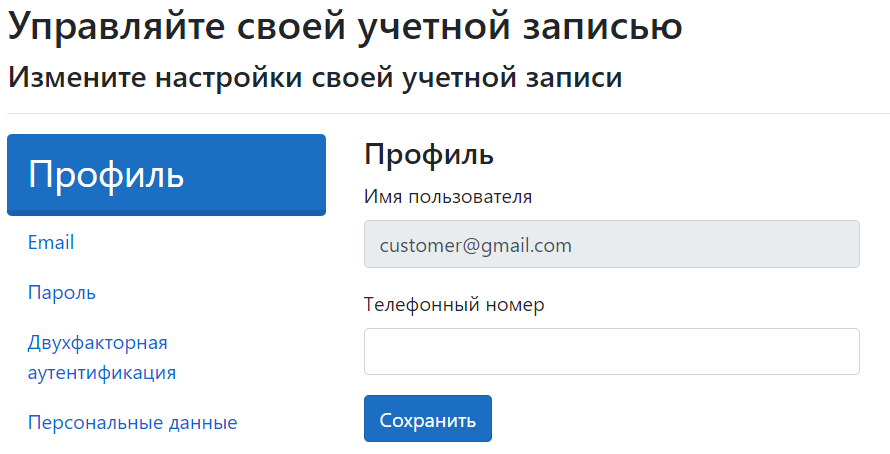 Управляйте своей учетной записью
Измените настройки своей учетной записи
Профиль
Email
Пароль
Двухфакторная
аутентификация
Персональные данные
Профиль
Имя пользователя
customer@gmail.com
Телефонный номер
Сохранить